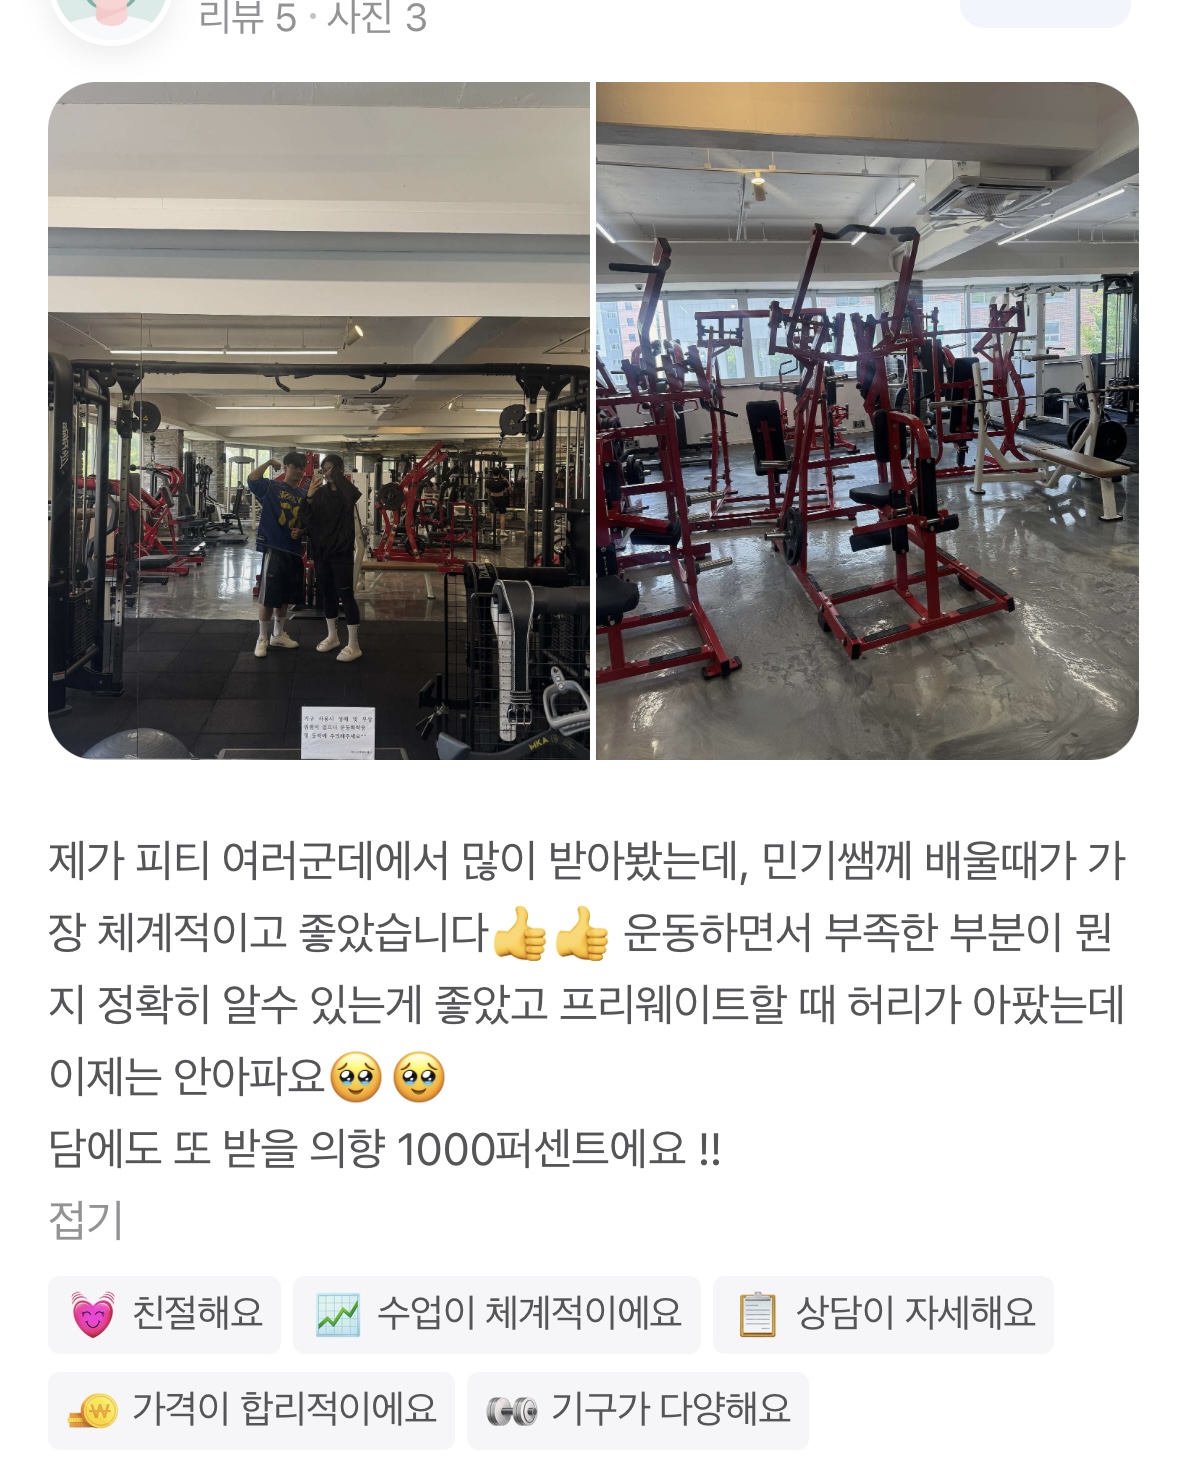 리뷰 5 · 사진 3
MKA
제가 피티 여러군데에서 많이 받아봤는데, 민기쌤께 배울때가 가
장 체계적이고 좋았습니다👍👍 운동하면서 부족한 부분이 뭔
지 정확히 알수 있는게 좋았고 프리웨이트할 때 허리가 아팠는데
이제는 안아파요🥹🥹
담에도 또 받을 의향 1000퍼센트에요 !!
접기
친절해요
수업이 체계적이에요
상담이 자세해요
가격이 합리적이에요
기구가 다양해요